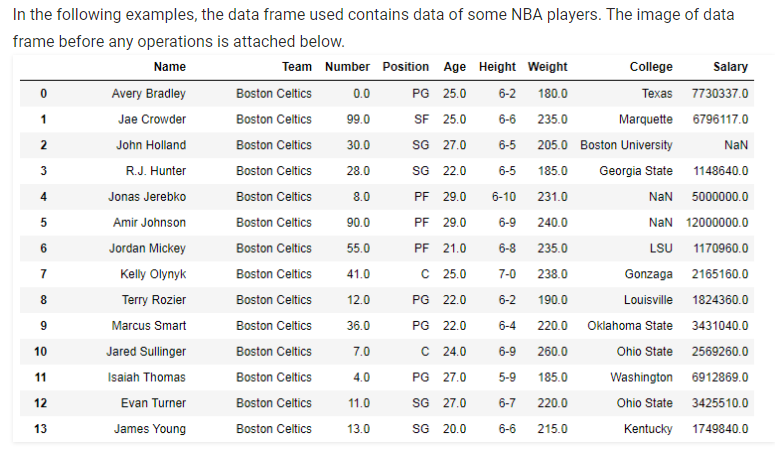 In the following examples, the data frame used contains data of some NBA players. The image of data
frame before any operations is attached below.
Name Team Number Position Age Height Weight College Salary
0 Avery Bradley Boston Celtics 0.0 PG 25.0 6-2 180.0 Texas 7730337.0
1 Jae Crowder Boston Celtics 99.0 SF 25.0 6-6 235.0 Marquette 6796117.0
2 John Holland Boston Celtics 30.0 SG 27.0 6-5 205.0 Boston University NaN
3 R.J. Hunter Boston Celtics 28.0 SG 22.0 6-5 185.0 Georgia State 1148640.0
4 Jonas Jerebko Boston Celtics 8.0 PF 29.0 6-10 231.0 NaN 5000000.0
5 Amir Johnson Boston Celtics 90.0 PF 29.0 6-9 240.0 NaN 12000000.0
6 Jordan Mickey Boston Celtics 55.0 PF 21.0 6-8 235.0 LSU 1170960.0
7 Kelly Olynyk Boston Celtics 41.0 C 25.0 7-0 238.0 Gonzaga 2165160.0
8 Terry Rozier Boston Celtics 12.0 PG 22.0 6-2 190.0 Louisville 1824360.0
9 Marcus Smart Boston Celtics 36.0 PG 22.0 6-4 220.0 Oklahoma State 3431040.0
10 Jared Sullinger Boston Celtics 7.0 C 24.0 6-9 260.0 Ohio State 2569260.0
11 Isaiah Thomas Boston Celtics 4.0 PG 27.0 5-9 185.0 Washington 6912869.0
12 Evan Turner Boston Celtics 11.0 SG 27.0 6-7 220.0 Ohio State 3425510.0
13 James Young Boston Celtics 13.0 SG 20.0 6-6 215.0 Kentucky 1749840.0